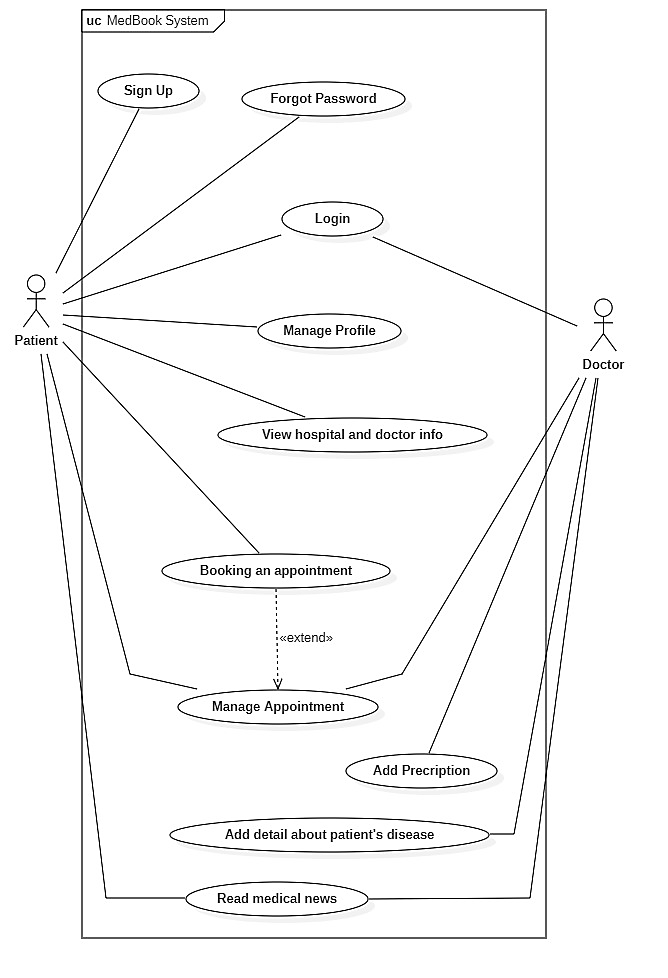 uc MedBook System
Sign Up
Forgot Password
Login
Manage Profile
Patient
Doctor
View hospital and doctor info
Booking an appointment
«extend»
Manage Appointment
Add Precription
Add detail about patient's disease
Read medical news